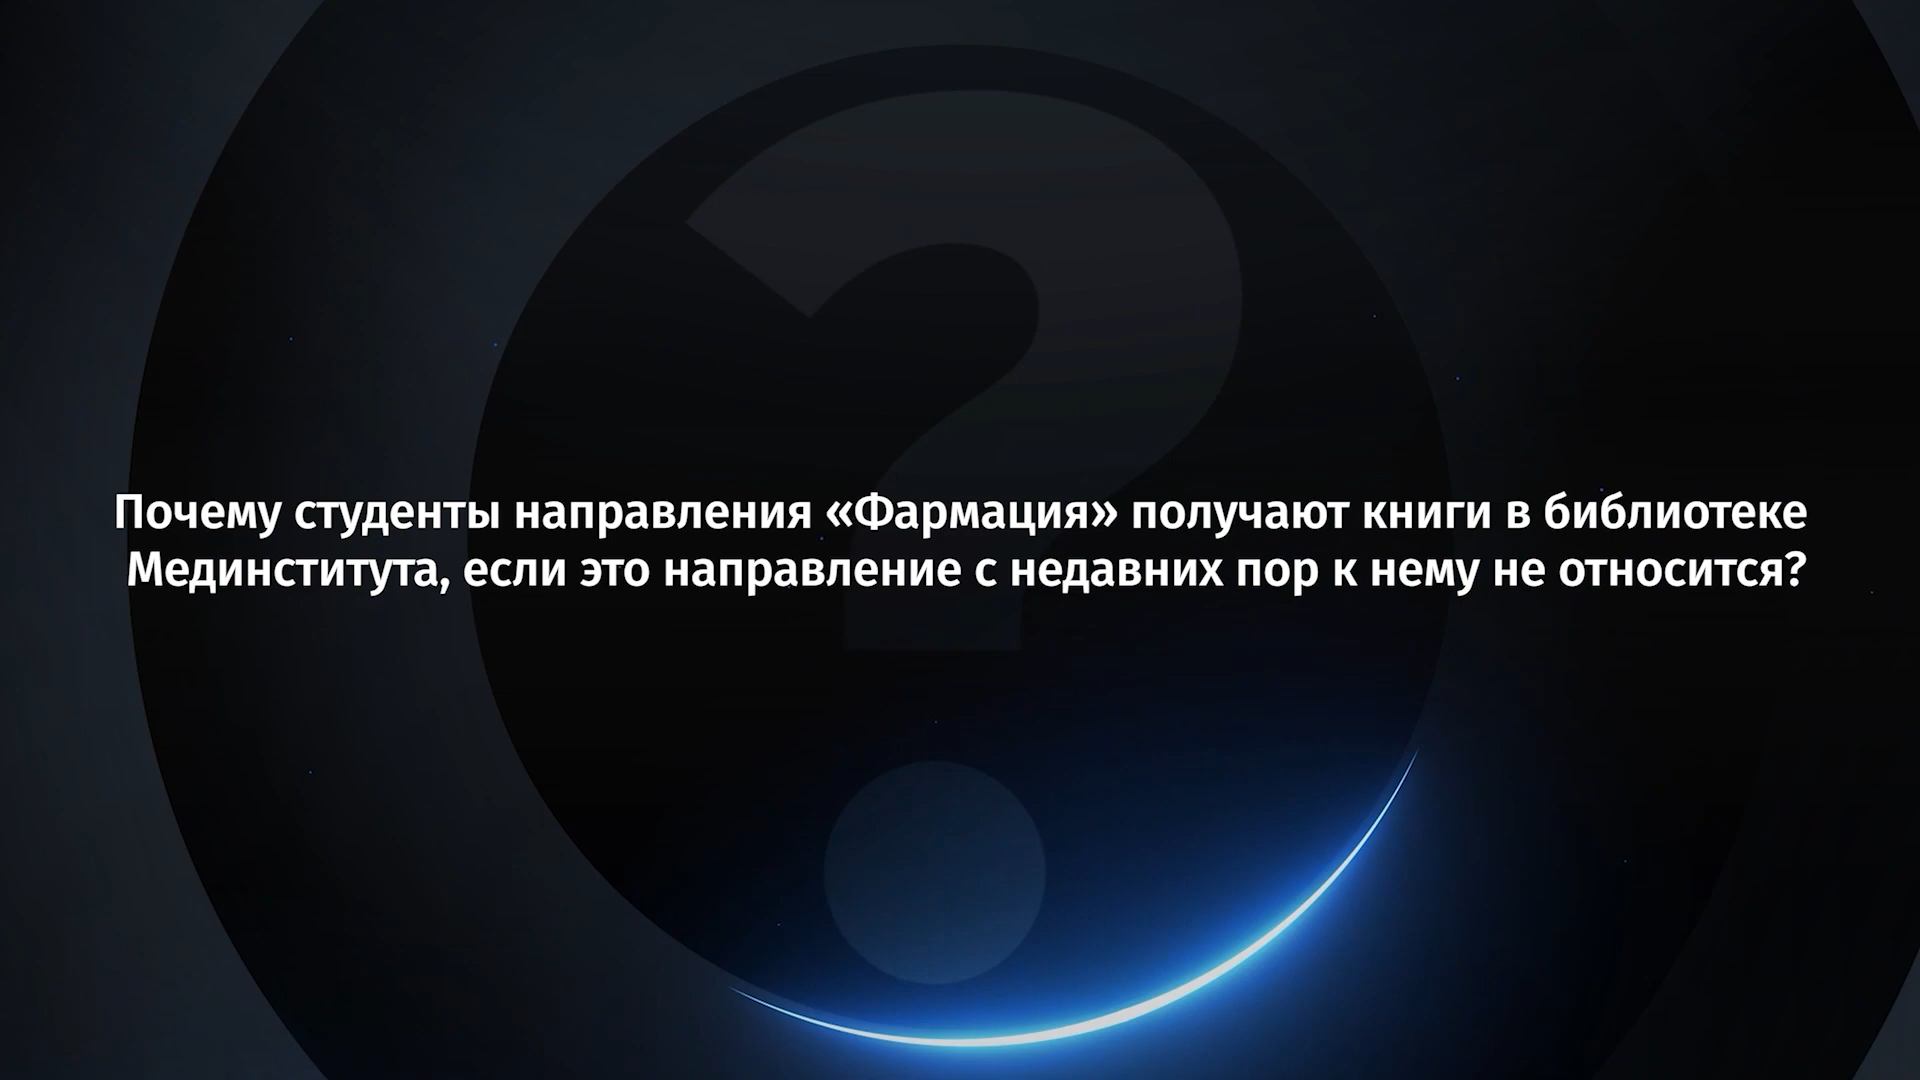 Почему студенты направления «Фармация» получают книги в библиотеке
Мединститута, если это направление с недавних пор к нему не относится?